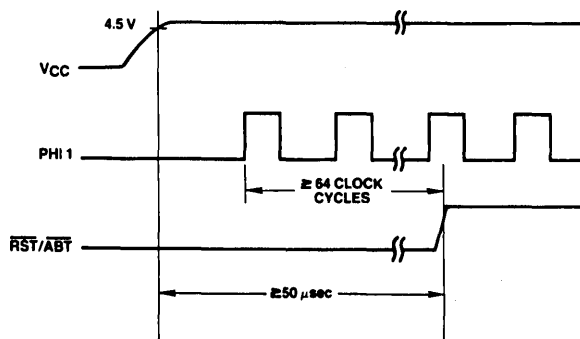 4.5 V
VCC
PHI 1
≥ 64 CLOCK
CYCLES
RST/ABT
≥50 μsec